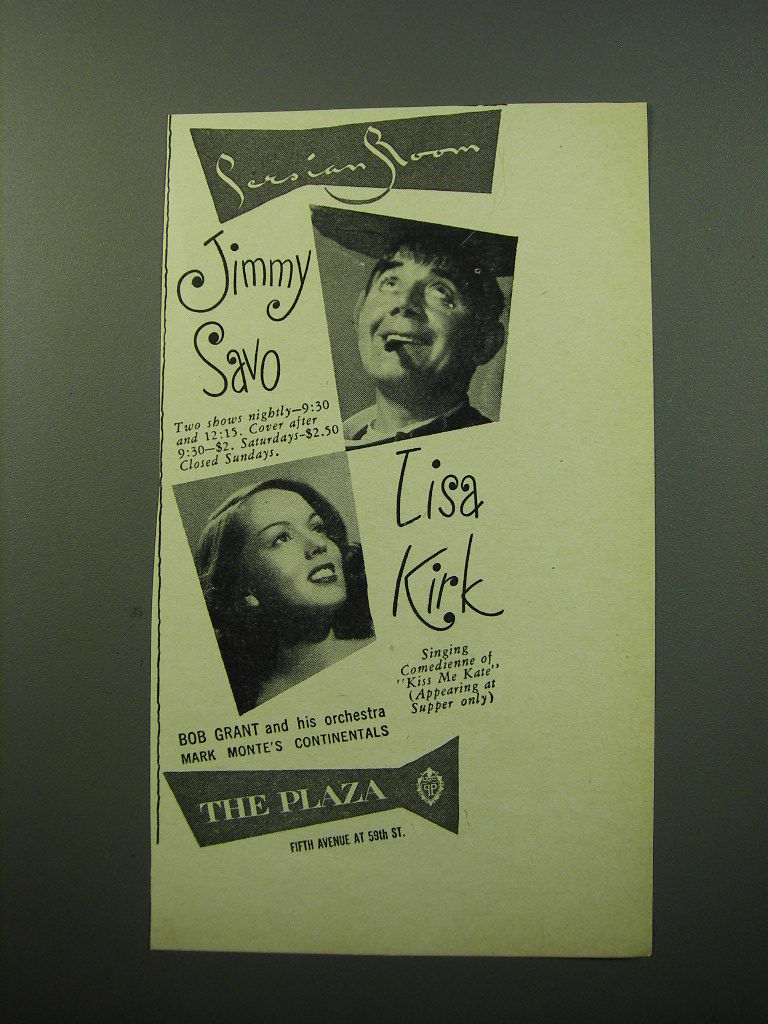 Persian Room
Jimmy
Savo
Two shows nightly—9:30
and 12:15. Cover after
9:30—$2. Saturdays—$2.50
Closed Sundays.
Lisa
Kirk
Singing
Comedienne of
"Kiss Me Kate"
(Appearing at
Supper only)
BOB GRANT and his orchestra
MARK MONTE'S CONTINENTALS
THE PLAZA
FIFTH AVENUE AT 59th ST.